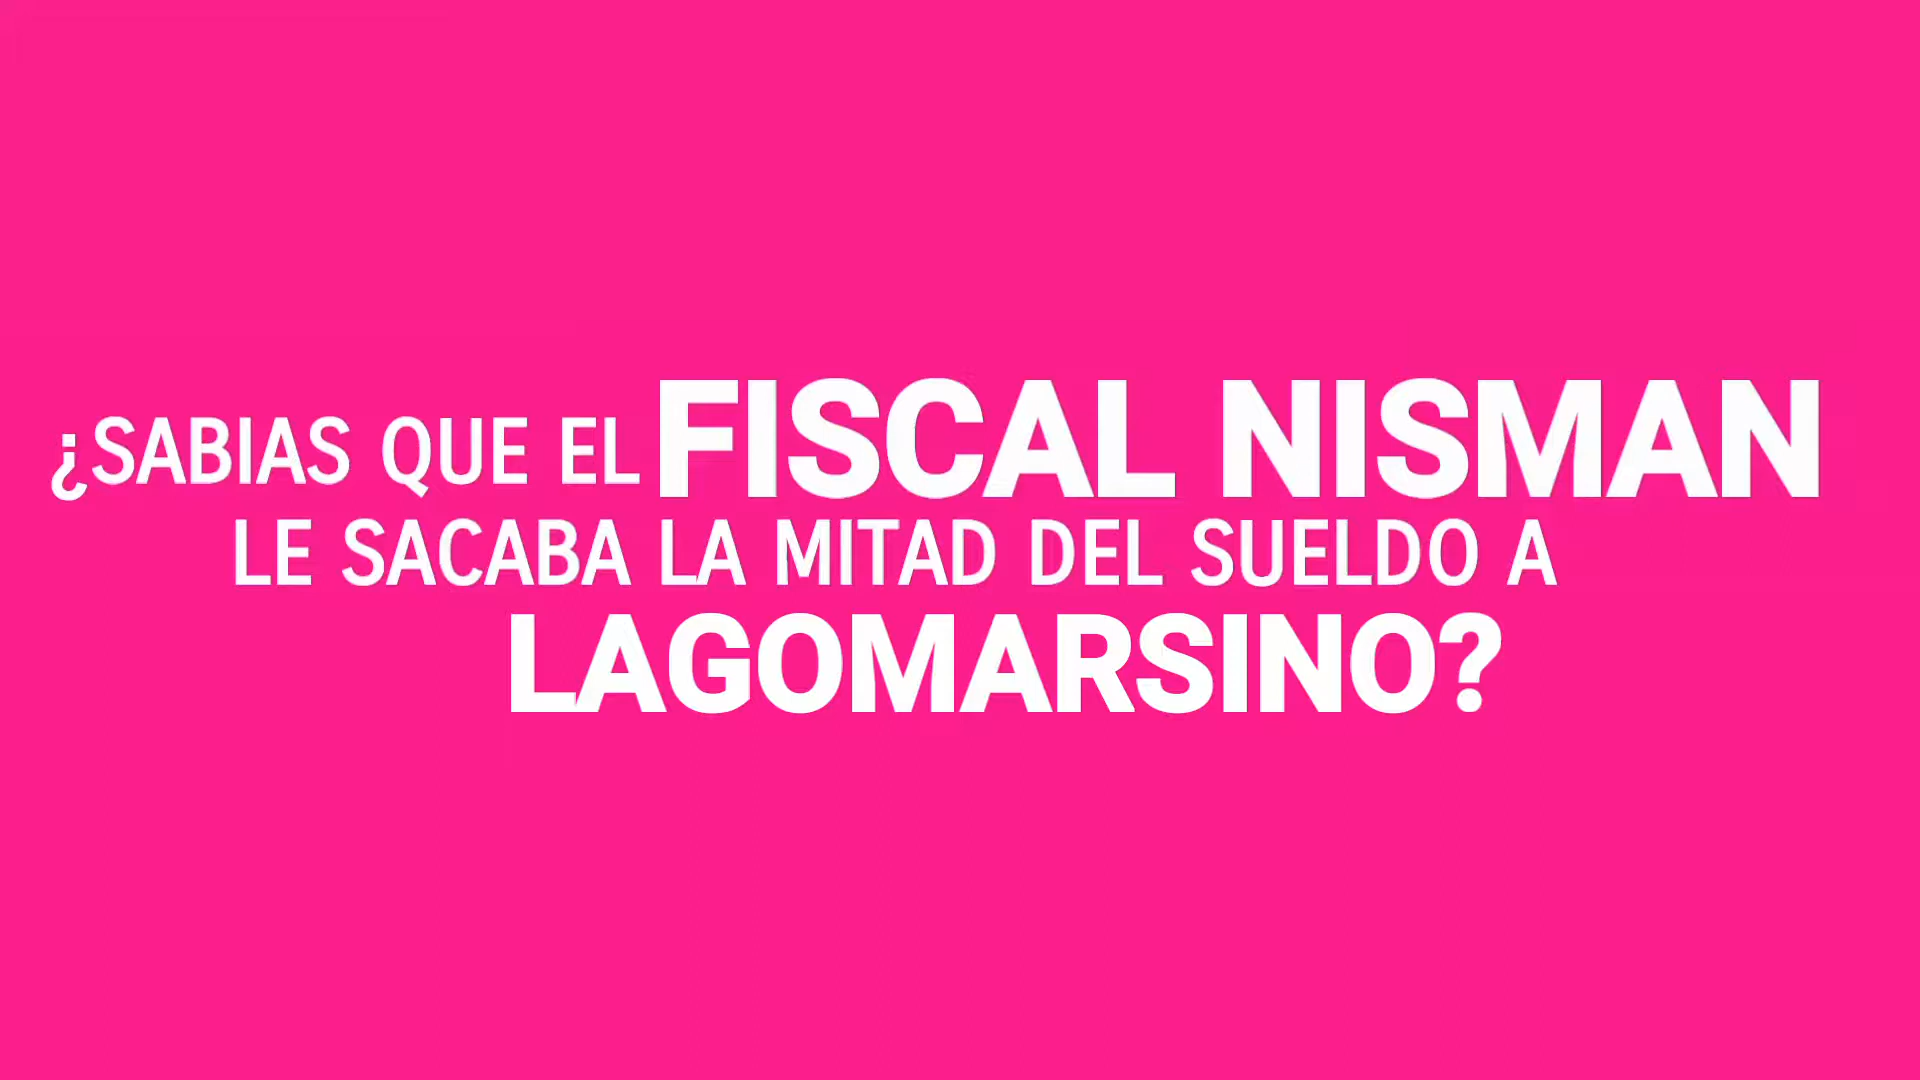 ¿SABIAS QUE EL FISCAL NISMAN
LE SACABA LA MITAD DEL SUELDO A
LAGOMARSINO?